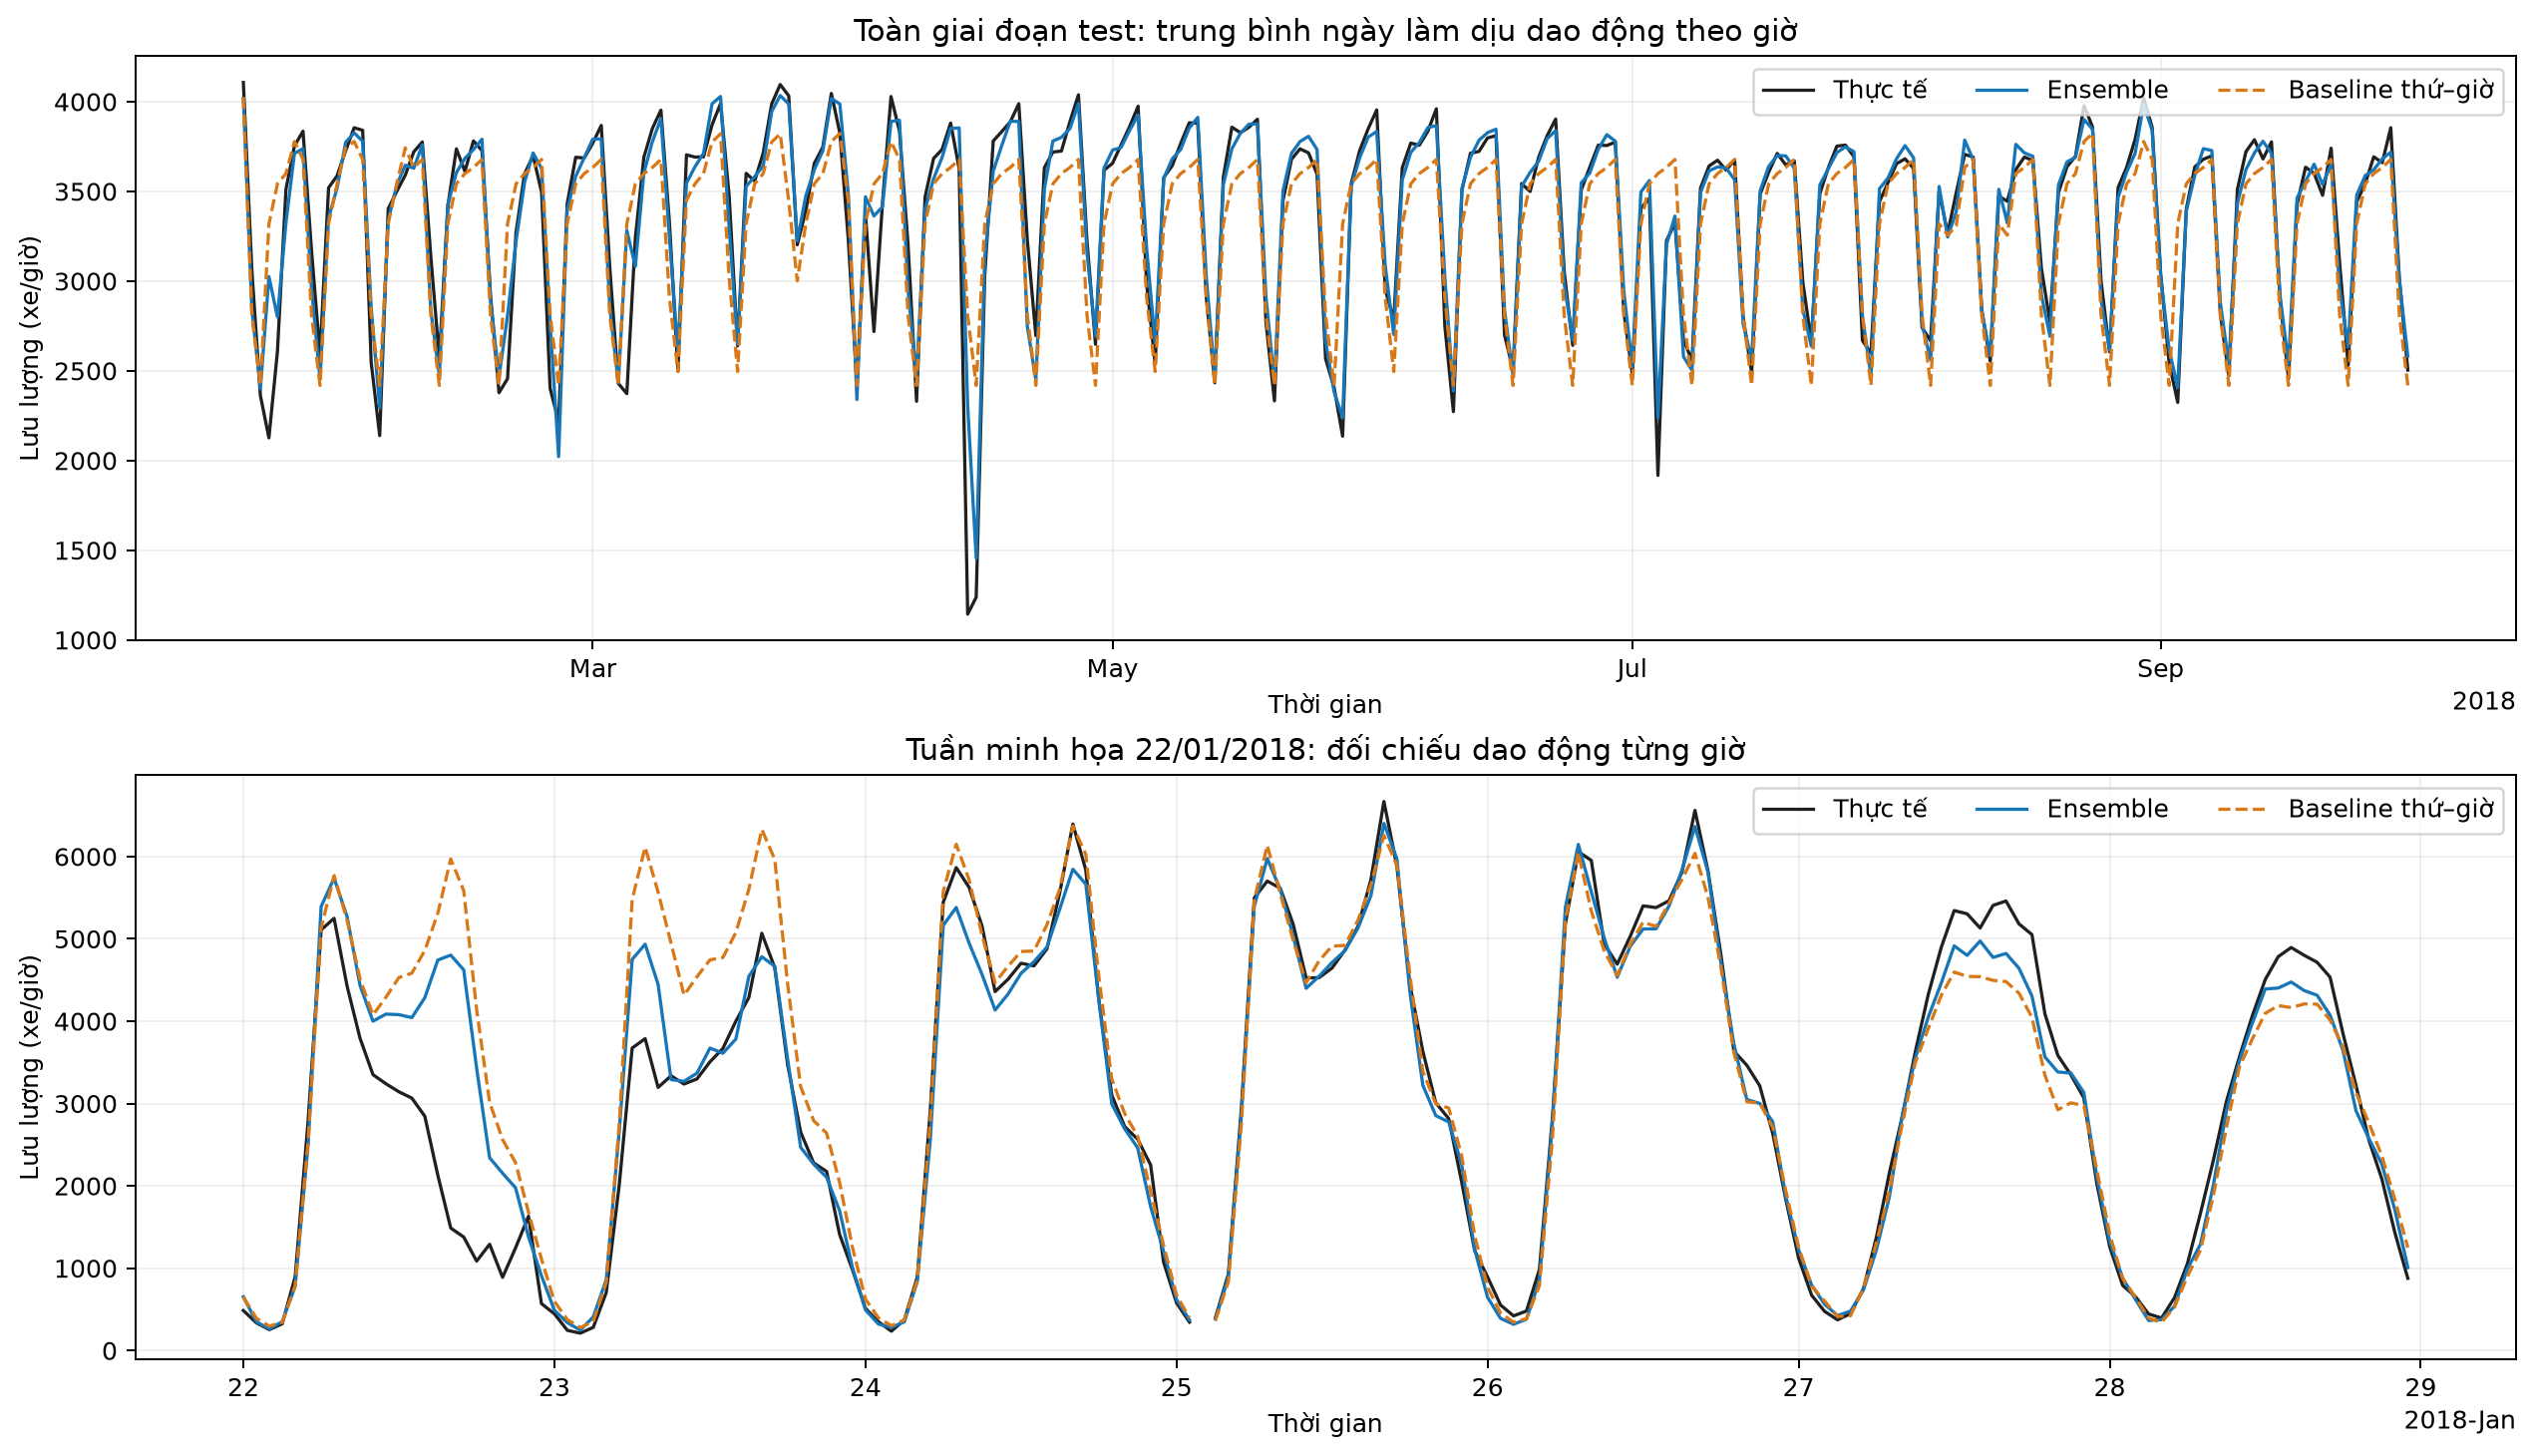 Toàn giai đoạn test: trung bình ngày làm dịu dao động theo giờ
Thực tế Ensemble Baseline thứ–giờ
Lưu lượng (xe/giờ)
4000
3500
3000
2500
2000
1500
1000
Mar May Jul Sep
Thời gian
2018
Tuần minh họa 22/01/2018: đối chiếu dao động từng giờ
Thực tế Ensemble Baseline thứ–giờ
Lưu lượng (xe/giờ)
6000
5000
4000
3000
2000
1000
0
22 23 24 25 26 27 28 29
Thời gian
2018-Jan